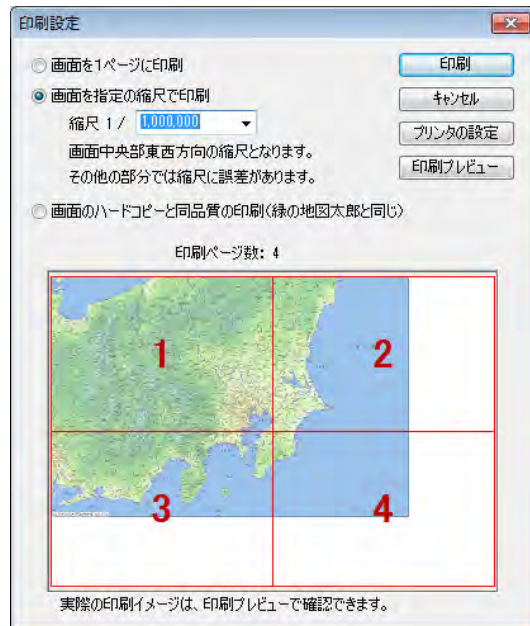 印刷設定
画面を1ページに印刷
印刷
画面を指定の縮尺で印刷
キャンセル
縮尺 1/ 1,000,000
プリンタの設定
画面中央部東西方向の縮尺となります。
その他の部分では縮尺に誤差があります。
印刷プレビュー
画面のハードコピーと同品質の印刷(緑の地図太郎と同じ)
印刷ページ数: 4
1
2
3
4
実際の印刷イメージは、印刷プレビューで確認できます。